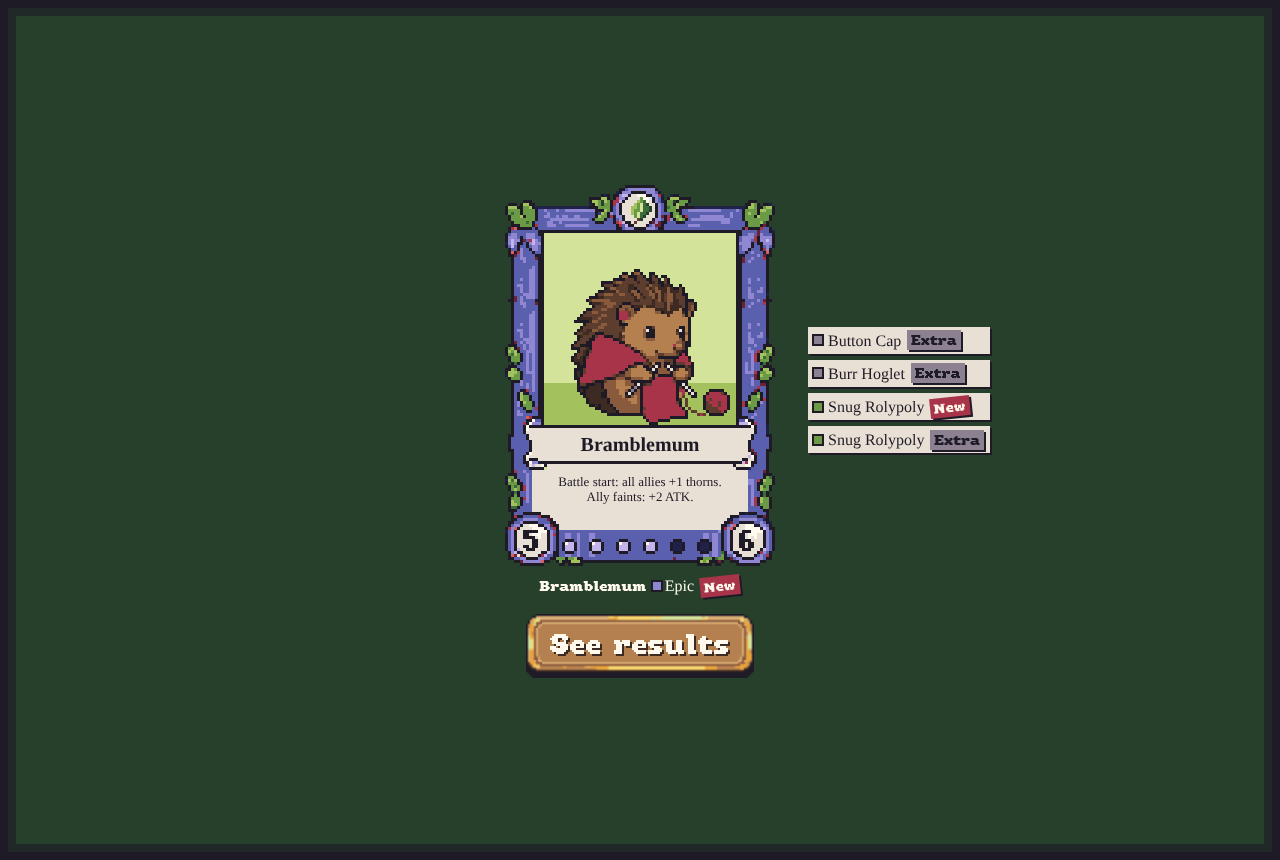 Bramblemum
Battle start: all allies +1 thorns.
Ally faints: +2 ATK.
5
6
Bramblemum Epic New
See results
Button Cap Extra
Burr Hoglet Extra
Snug Rolypoly New
Snug Rolypoly Extra